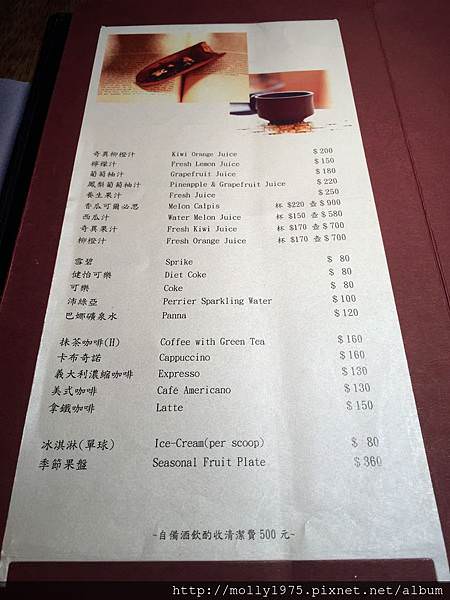 奇異柳橙汁 Kiwi Orange Juice $200
檸檬汁 Fresh Lemon Juice $150
葡萄柚汁 Grapefruit Juice $180
鳳梨葡萄柚汁 Pineapple & Grapefruit Juice $220
養生果汁 Fresh Juice $250
香瓜可爾必思 Melon Calpis 杯 $220 壺$900
西瓜汁 Water Melon Juice 杯 $150 壺$580
奇異果汁 Fresh Kiwi Juice 杯 $170 壺$700
柳橙汁 Fresh Orange Juice 杯 $170 壺$700
雪碧 Sprike $ 80
健怡可樂 Diet Coke $ 80
可樂 Coke $ 80
沛綠亞 Perrier Sparkling Water $100
巴娜礦泉水 Panna $120
抹茶咖啡(H) Coffee with Green Tea $160
卡布奇諾 Cappuccino $160
義大利濃縮咖啡 Expresso $130
美式咖啡 Café Americano $130
拿鐵咖啡 Latte $150
冰淇淋(單球) Ice-Cream(per scoop) $ 80
季節果盤 Seasonal Fruit Plate $360
~自備酒飲酌收清潔費500元~
http://molly1975.pixnet.net/album